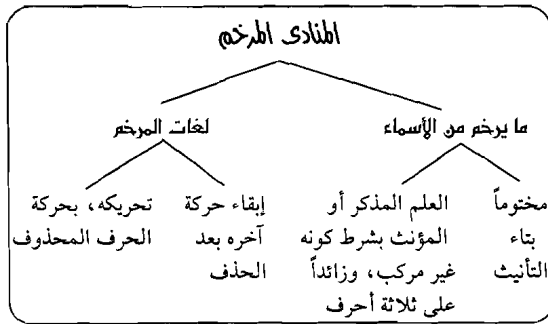 المنادى المرخم
ما يرخم من الأسماء
لغات المرخم
مختوماً
بتاء
التأنيث
العلم المذكر أو
المؤنث بشرط كونه
غير مركب، وزائداً
على ثلاثة أحرف
إبقاء حركة
آخره بعد
الحذف
تحريكه، بحركة
الحرف المحذوف